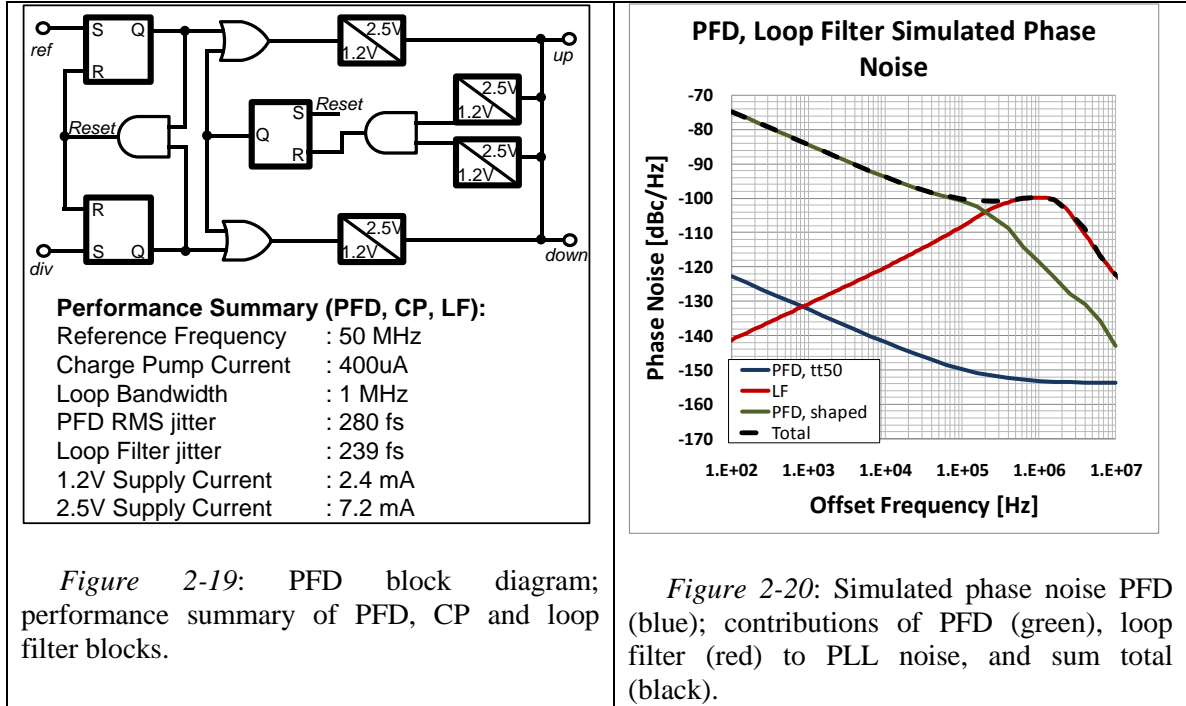 ref
S
Q
R
Reset
R
S
Q
div
2.5V
1.2V
up
2.5V
1.2V
Reset
S
Q
R
2.5V
1.2V
2.5V
1.2V
down
Performance Summary (PFD, CP, LF):
Reference Frequency : 50 MHz
Charge Pump Current : 400uA
Loop Bandwidth : 1 MHz
PFD RMS jitter : 280 fs
Loop Filter jitter : 239 fs
1.2V Supply Current : 2.4 mA
2.5V Supply Current : 7.2 mA
Figure 2-19: PFD block diagram;
performance summary of PFD, CP and loop
filter blocks.
PFD, Loop Filter Simulated Phase
Noise
Phase Noise [dBc/Hz]
-70
-80
-90
-100
-110
-120
-130
-140
-150
-160
-170
PFD, tt50
LF
PFD, shaped
Total
1.E+02 1.E+03 1.E+04 1.E+05 1.E+06 1.E+07
Offset Frequency [Hz]
Figure 2-20: Simulated phase noise PFD
(blue); contributions of PFD (green), loop
filter (red) to PLL noise, and sum total
(black).